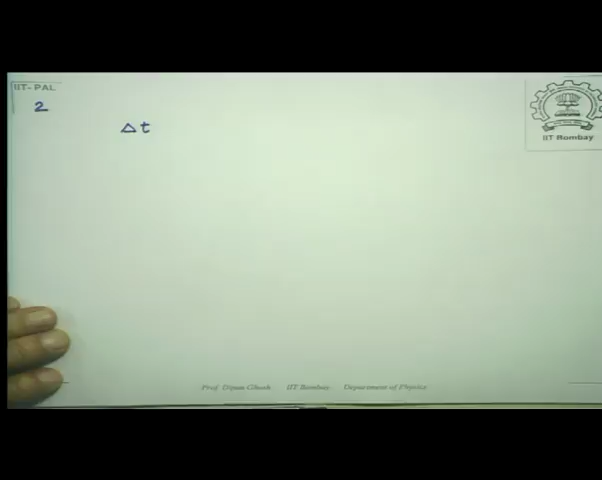 IIT- PAL
2
Δt
IIT Bombay
Prof Dipan Ghosh IIT Bombay Department of Physics